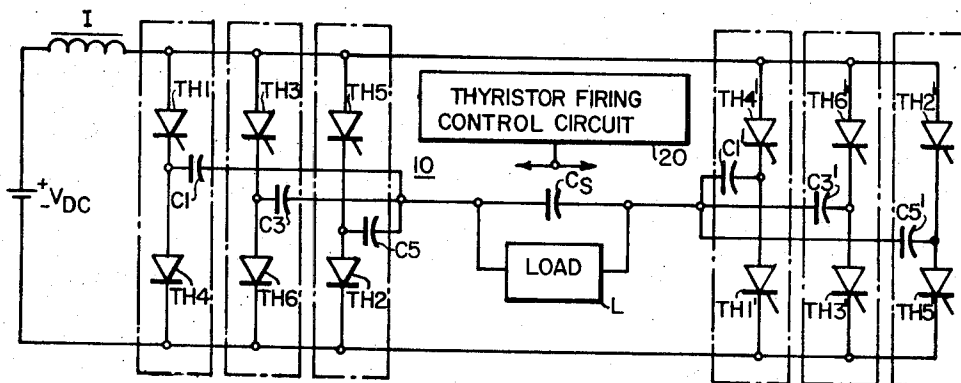 I
TH1
TH3
TH5
THYRISTOR FIRING
CONTROL CIRCUIT
20
TH4'
TH6'
TH2'
10
C1
C3
C5
CS
C1'
C3'
C5'
+
-VDC
LOAD
L
TH4
TH6
TH2
TH1'
TH3'
TH5'